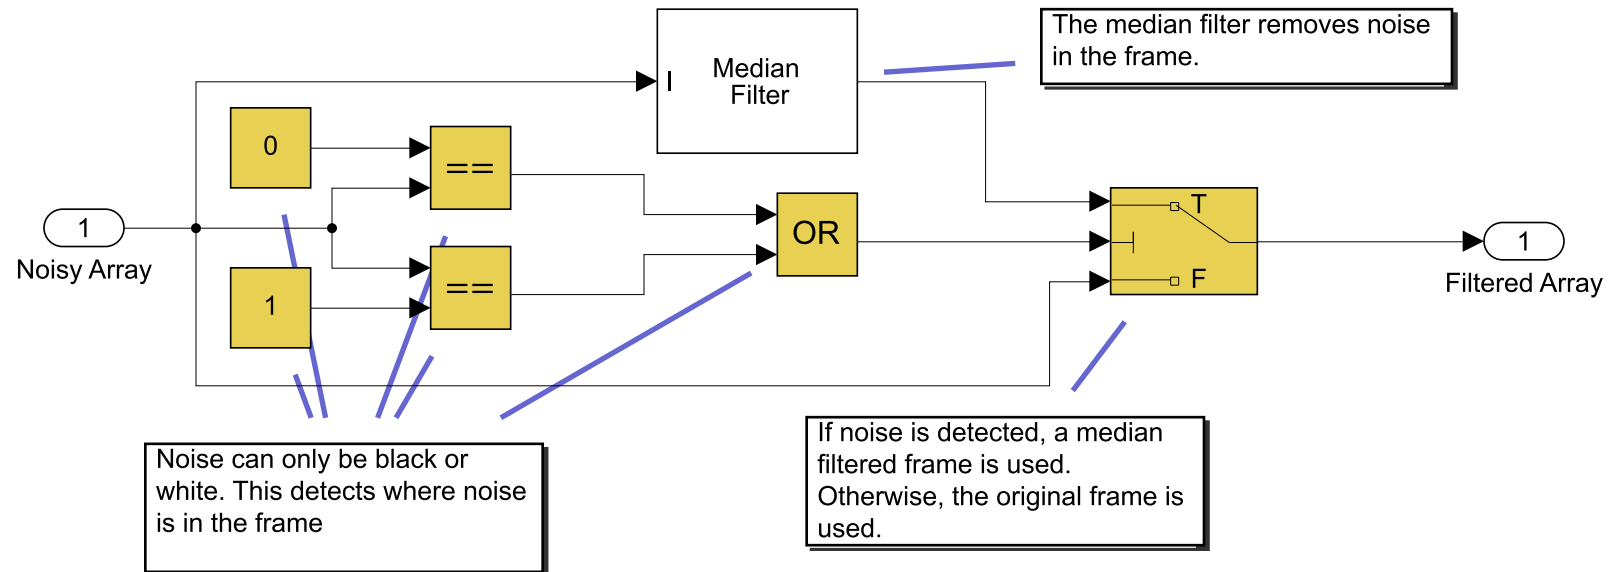 The median filter removes noise
in the frame.
I
Median
Filter
0
==
1
Noisy Array
OR
T
F
1
Filtered Array
1
==
Noise can only be black or
white. This detects where noise
is in the frame
If noise is detected, a median
filtered frame is used.
Otherwise, the original frame is
used.